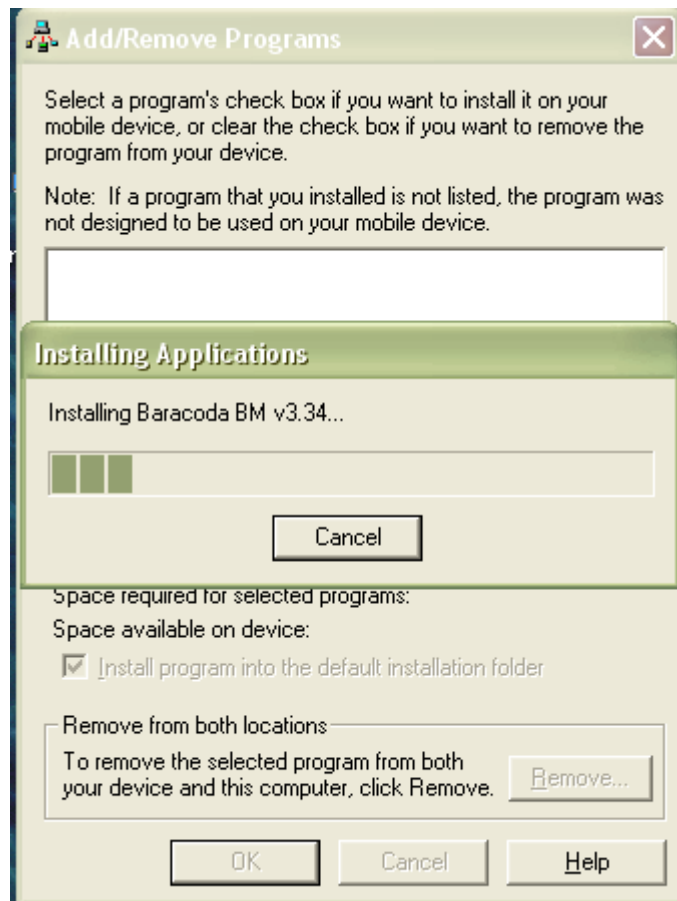 Add/Remove Programs
Select a program's check box if you want to install it on your
mobile device, or clear the check box if you want to remove the
program from your device.
Note: If a program that you installed is not listed, the program was
not designed to be used on your mobile device.
Installing Applications
Installing Baracoda BM v3.34...
Cancel
Space required for selected programs:
Space available on device:
Install program into the default installation folder
Remove from both locations
To remove the selected program from both
your device and this computer, click Remove.
Remove...
OK
Cancel
Help